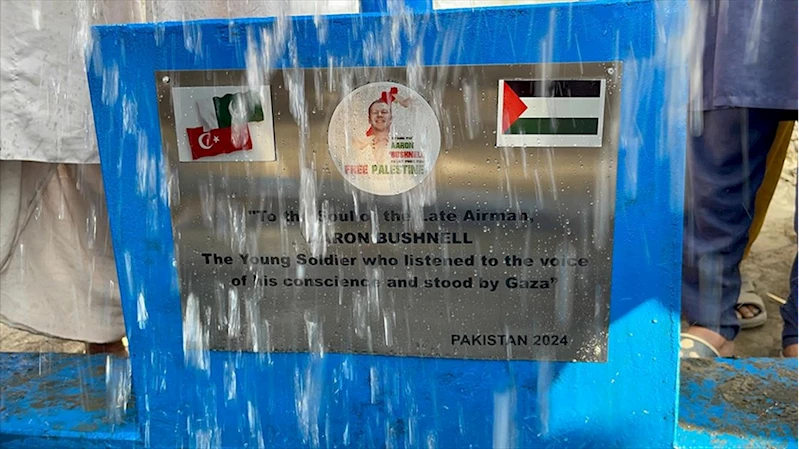 AARON
BUSHNELL
FREE PALESTINE
"To the Soul of the Late Airman,
AARON BUSHNELL
The Young Soldier who listened to the voice
of his conscience and stood by Gaza"
PAKISTAN 2024